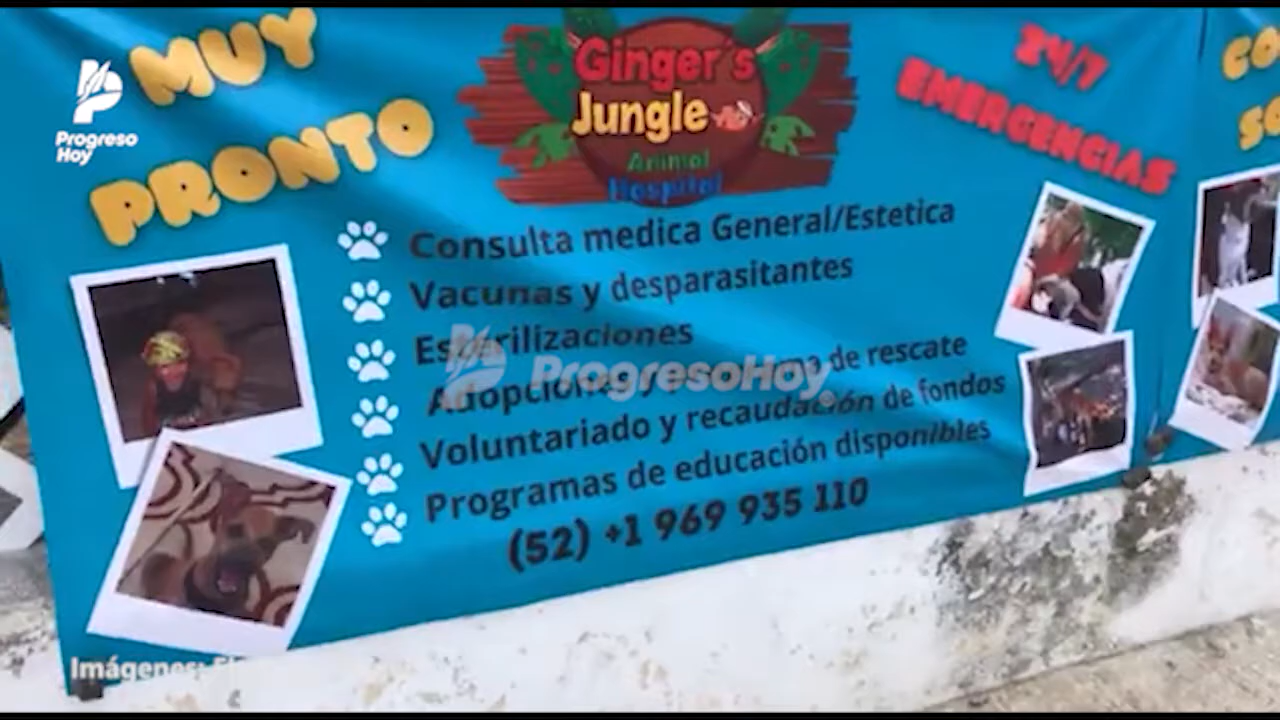 MUY
PRONTO
Progreso
Hoy
Ginger's
Jungle
Animal
Hospital
24/7
EMERGENCIAS
Consulta medica General/Estetica
Vacunas y desparasitantes
Esterilizaciones
Adopciones y de rescate
Voluntariado y recaudación de fondos
Programas de educación disponibles
(52) +1 969 935 110
ProgresoHoy
Imágenes: